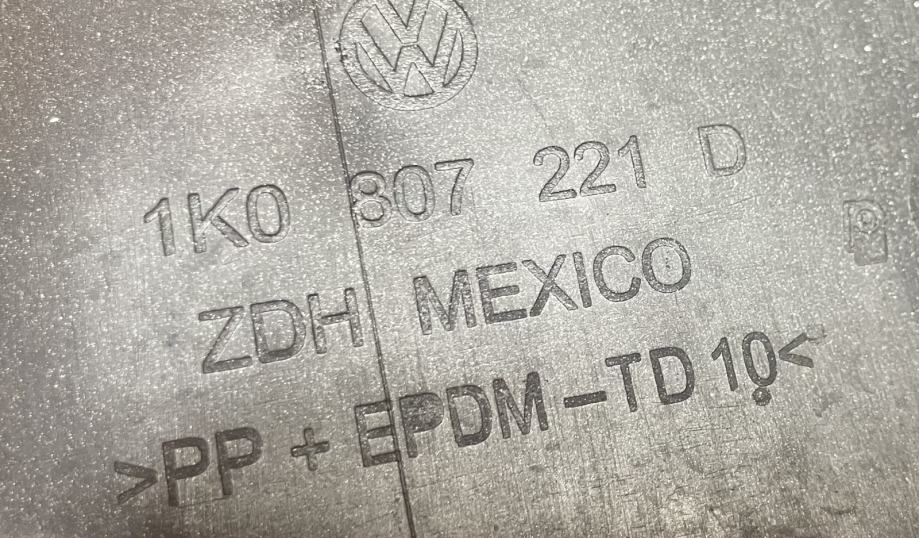 1K0 807 221 D
ZDH MEXICO
>PP + EPDM –TD 10<